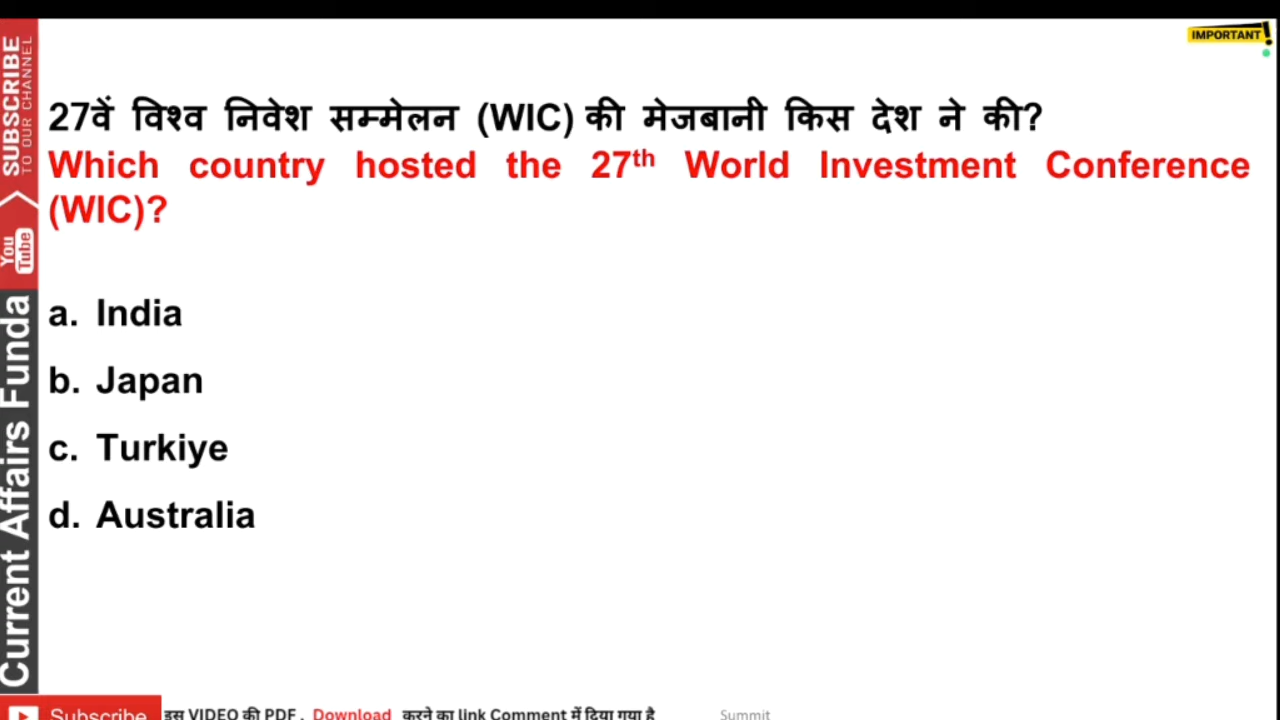 IMPORTANT!
27वें विश्व निवेश सम्मेलन (WIC) की मेजबानी किस देश ने की?
Which country hosted the 27th World Investment Conference
(WIC)?
a. India
b. Japan
c. Turkiye
d. Australia
SUBSCRIBE
TO OUR CHANNEL
You
Tube
Current Affairs Funda
Subscribe
इस VIDEO की PDF . Download करने का link Comment में दिया गया है
Summit